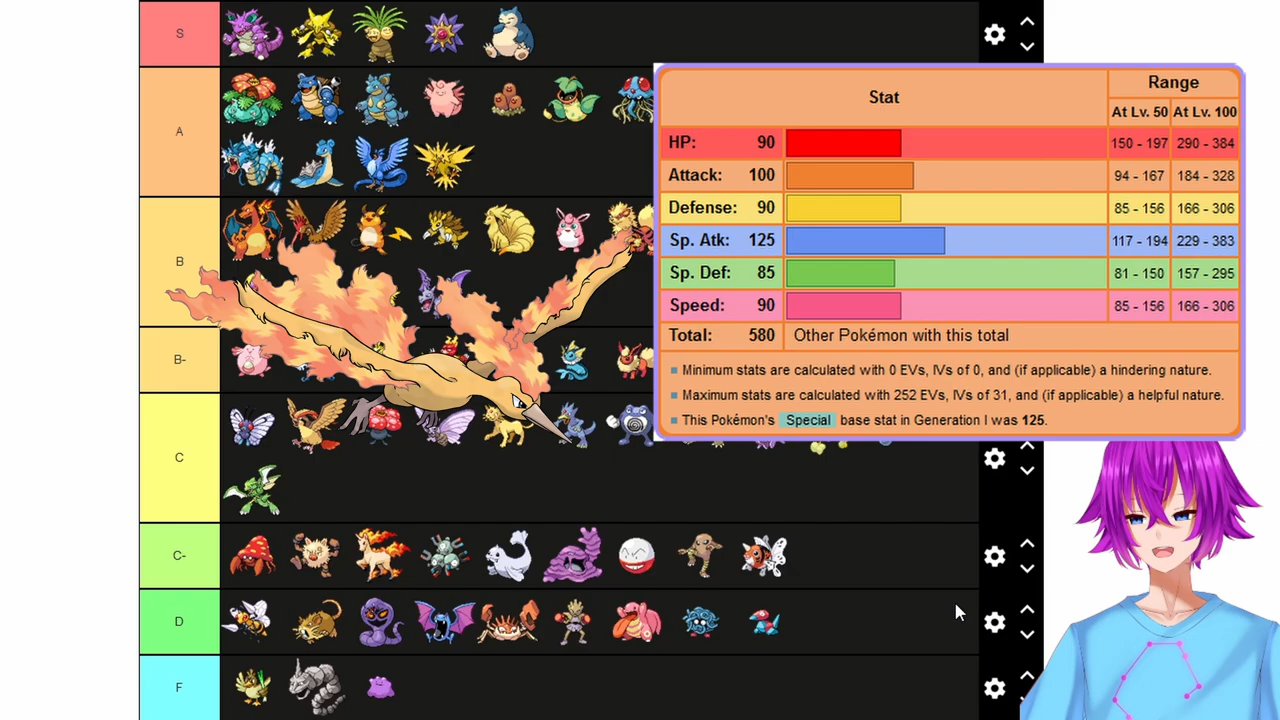 S
A
B
B-
C
C-
D
F
Stat Range
At Lv. 50 At Lv. 100
HP: 90 150 - 197 290 - 384
Attack: 100 94 - 167 184 - 328
Defense: 90 85 - 156 166 - 306
Sp. Atk: 125 117 - 194 229 - 383
Sp. Def: 85 81 - 150 157 - 295
Speed: 90 85 - 156 166 - 306
Total: 580 Other Pokémon with this total
Minimum stats are calculated with 0 EVs, IVs of 0, and (if applicable) a hindering nature.
Maximum stats are calculated with 252 EVs, IVs of 31, and (if applicable) a helpful nature.
This Pokémon's Special base stat in Generation I was 125.